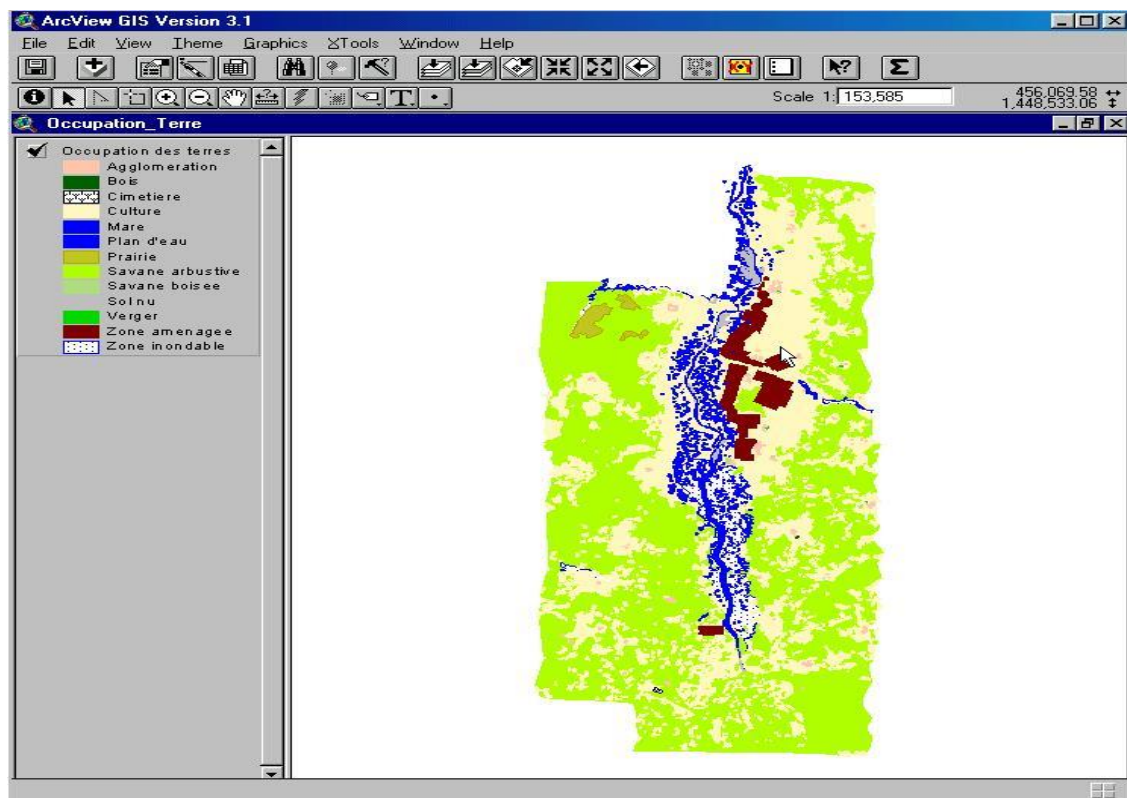 ArcView GIS Version 3.1
File Edit View Theme Graphics XTools Window Help
Scale 1: 153,585
456,069.58
1,448,533.06
Occupation_Terre
Occupation des terres
Agglomeration
Bois
Cimetiere
Culture
Mare
Plan d'eau
Prairie
Savane arbustive
Savane boisee
Sol nu
Verger
Zone amenagee
Zone inondable